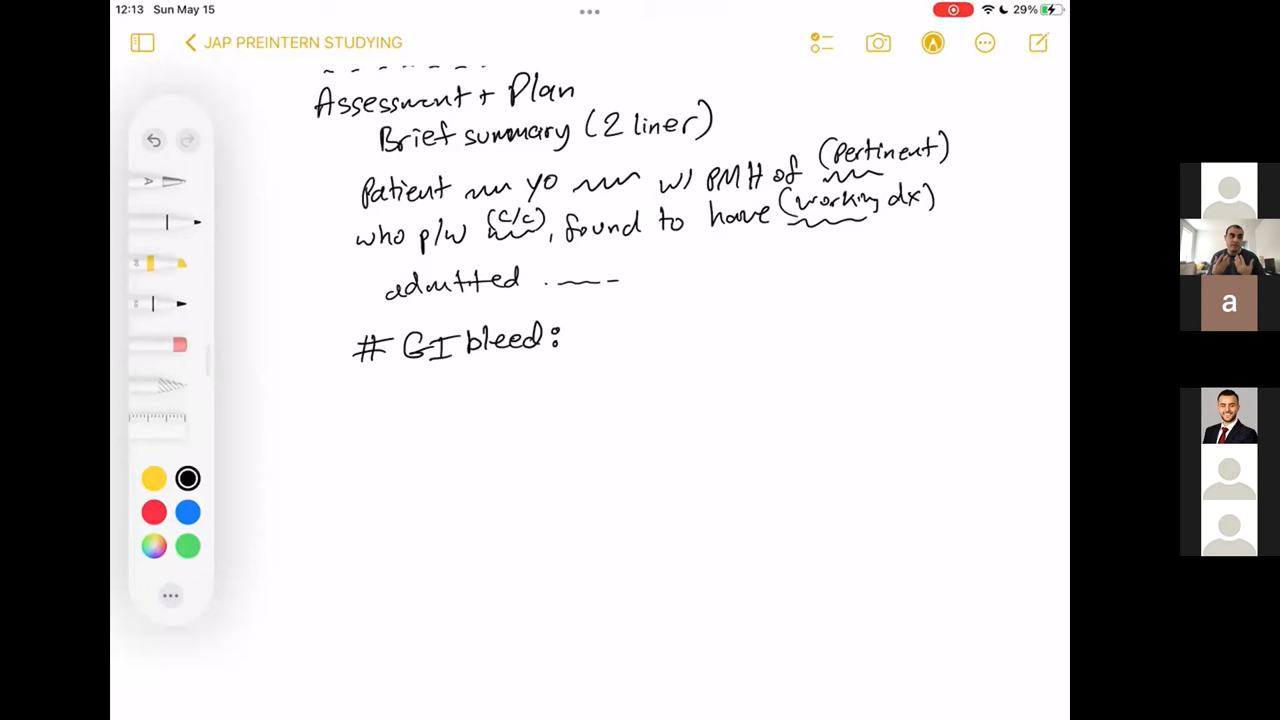 12:13 Sun May 15
29%
JAP PREINTERN STUDYING
Assessment + Plan
Brief summary (2 liner)
(pertinent)
Patient yo w/ PMH of
(c/c) (working dx)
who p/w , found to have
admitted
# GI bleed:
a
A